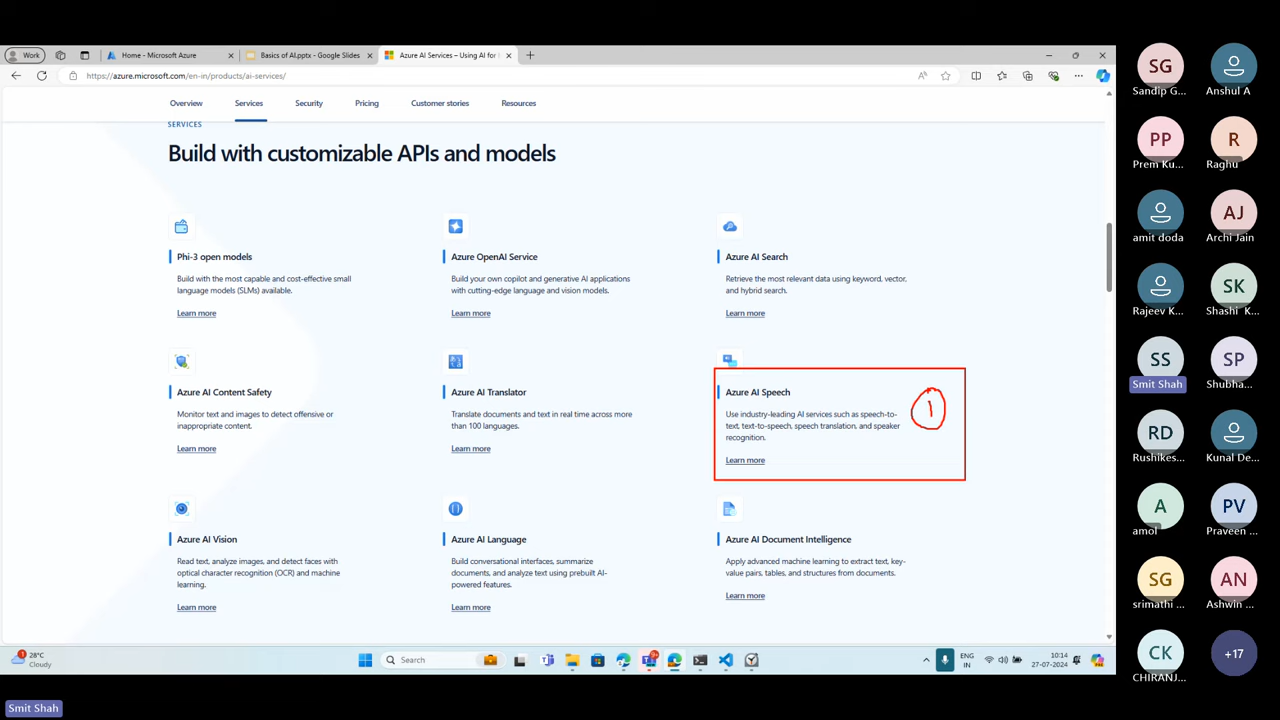 Work
Home - Microsoft Azure
Basics of AI.pptx - Google Slides
Azure AI Services – Using AI for I
https://azure.microsoft.com/en-in/products/ai-services/
Overview
Services
Security
Pricing
Customer stories
Resources
SERVICES
Build with customizable APIs and models
Phi-3 open models
Build with the most capable and cost-effective small
language models (SLMs) available.
Learn more
Azure OpenAI Service
Build your own copilot and generative AI applications
with cutting-edge language and vision models.
Learn more
Azure AI Search
Retrieve the most relevant data using keyword, vector,
and hybrid search.
Learn more
Azure AI Content Safety
Monitor text and images to detect offensive or
inappropriate content.
Learn more
Azure AI Translator
Translate documents and text in real time across more
than 100 languages.
Learn more
Azure AI Speech
Use industry-leading AI services such as speech-to-
text, text-to-speech, speech translation, and speaker
recognition.
Learn more
1
Azure AI Vision
Read text, analyze images, and detect faces with
optical character recognition (OCR) and machine
learning.
Learn more
Azure AI Language
Build conversational interfaces, summarize
documents, and analyze text using prebuilt AI-
powered features.
Learn more
Azure AI Document Intelligence
Apply advanced machine learning to extract text, key-
value pairs, tables, and structures from documents.
Learn more
1
28°C
Cloudy
Search
ENG
IN
10:14
27-07-2024
Smit Shah
SG
Sandip G...
Anshul A
PP
Prem Ku...
R
Raghu
amit doda
AJ
Archi Jain
Rajeev K...
SK
Shashi K...
SS
Smit Shah
SP
Shubha...
RD
Rushikes...
Kunal De...
A
amol
PV
Praveen ...
SG
srimathi ...
AN
Ashwin ...
CK
CHIRANJ...
+17